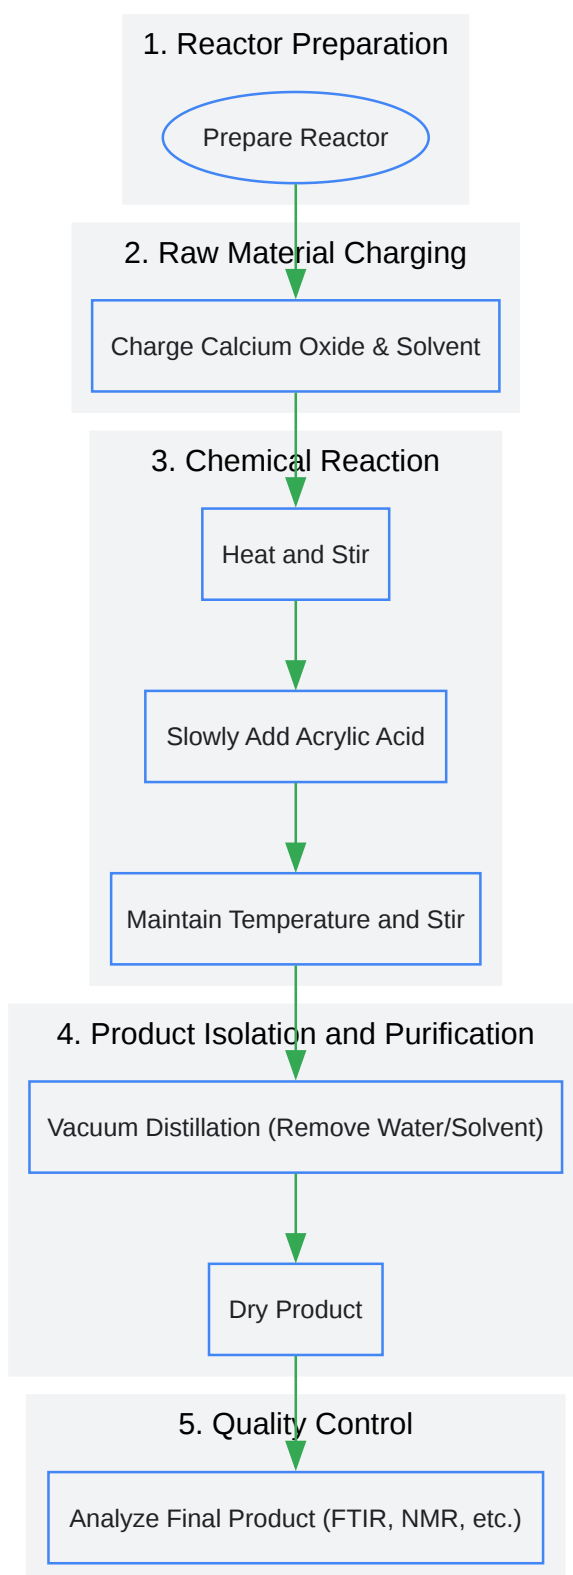 1. Reactor Preparation
Prepare Reactor
2. Raw Material Charging
Charge Calcium Oxide & Solvent
3. Chemical Reaction
Heat and Stir
Slowly Add Acrylic Acid
Maintain Temperature and Stir
4. Product Isolation and Purification
Vacuum Distillation (Remove Water/Solvent)
Dry Product
5. Quality Control
Analyze Final Product (FTIR, NMR, etc.)